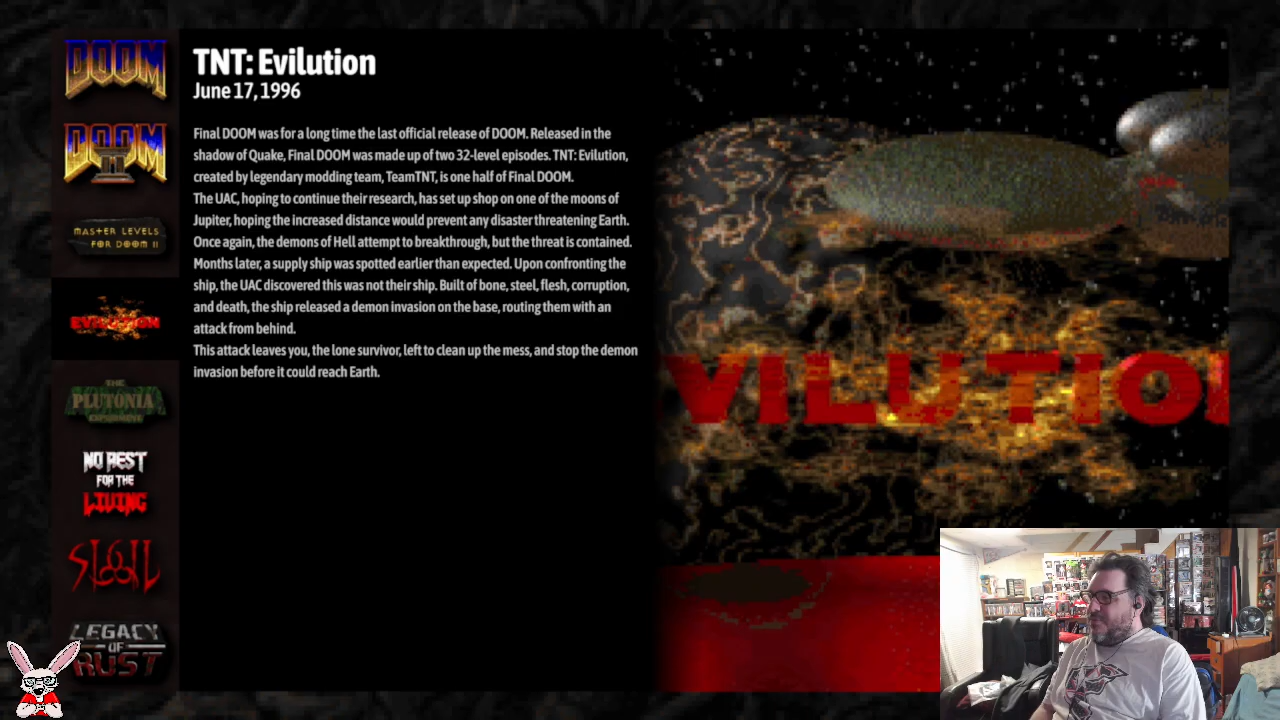 DOOM
DOOM
II
MASTER LEVELS
FOR DOOM II
EVILUTION
THE
PLUTONIA
EXPERIMENT
NO REST
FOR THE
LIVING
SIGIL
LEGACY
OF
RUST
TNT: Evilution
June 17, 1996
Final DOOM was for a long time the last official release of DOOM. Released in the
shadow of Quake, Final DOOM was made up of two 32-level episodes. TNT: Evilution,
created by legendary modding team, TeamTNT, is one half of Final DOOM.
The UAC, hoping to continue their research, has set up shop on one of the moons of
Jupiter, hoping the increased distance would prevent any disaster threatening Earth.
Once again, the demons of Hell attempt to breakthrough, but the threat is contained.
Months later, a supply ship was spotted earlier than expected. Upon confronting the
ship, the UAC discovered this was not their ship. Built of bone, steel, flesh, corruption,
and death, the ship released a demon invasion on the base, routing them with an
attack from behind.
This attack leaves you, the lone survivor, left to clean up the mess, and stop the demon
invasion before it could reach Earth.
VILUTIO